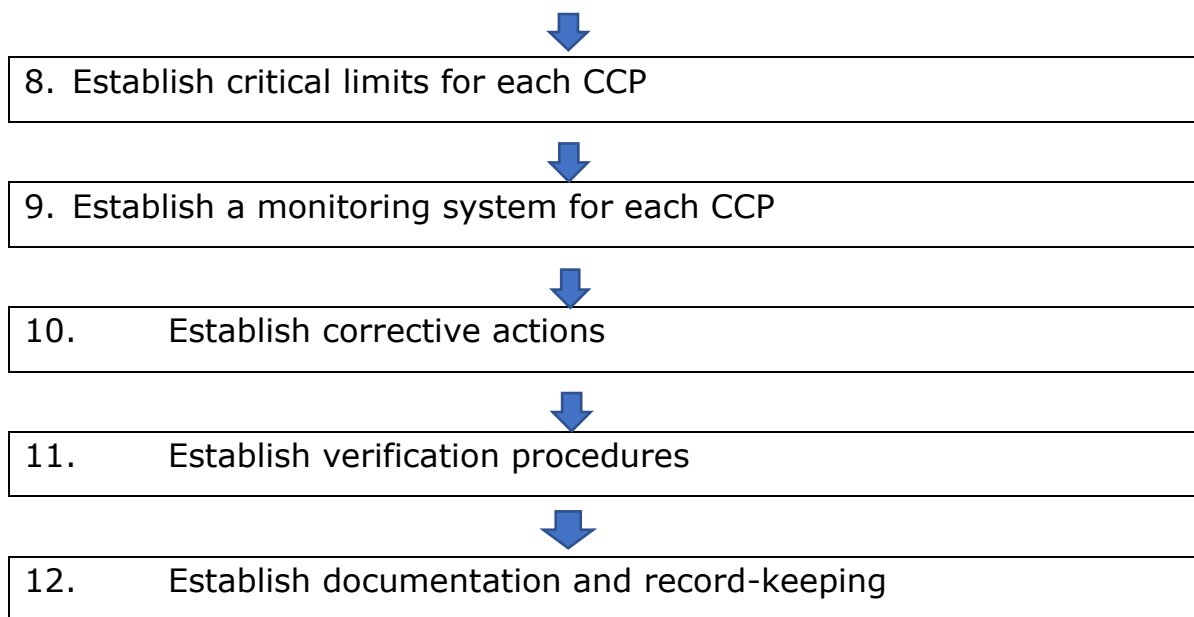 8. Establish critical limits for each CCP
9. Establish a monitoring system for each CCP
10. Establish corrective actions
11. Establish verification procedures
12. Establish documentation and record-keeping